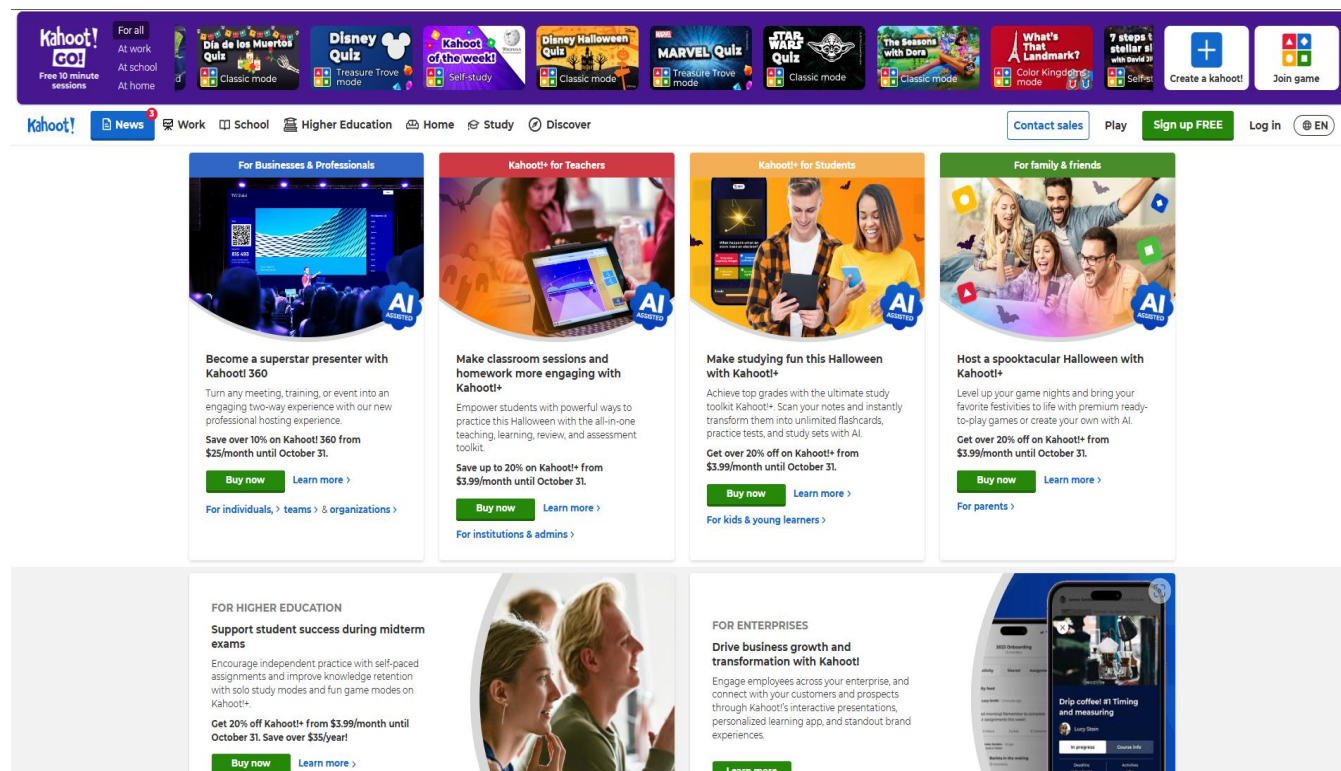 Kahoot!
GO!
Free 10 minute
sessions
For all
At work
At school
At home
Día de los Muertos
Quiz
Classic mode
Disney
Quiz
Treasure Trove
mode
Kahoot
of the week!
Self-study
Disney Halloween
Quiz
Classic mode
MARVEL
MARVEL Quiz
Treasure Trove
mode
STAR
WARS
Quiz
Classic mode
The Seasons
with Dora
Classic mode
What's
That
Landmark?
Color Kingdoms
mode
7 steps t
stellar sl
with David
Self-st
Create a kahoot!
Join game
Kahoot!
News 3
Work
School
Higher Education
Home
Study
Discover
Contact sales
Play
Sign up FREE
Log in
EN
For Businesses & Professionals
AI
ASSISTED
Become a superstar presenter with
Kahoot! 360
Turn any meeting, training, or event into an
engaging two-way experience with our new
professional hosting experience.
Save over 10% on Kahoot! 360 from
$25/month until October 31.
Buy now Learn more >
For individuals, > teams > & organizations >
Kahoot!+ for Teachers
AI
ASSISTED
Make classroom sessions and
homework more engaging with
Kahoot!+
Empower students with powerful ways to
practice this Halloween with the all-in-one
teaching, learning, review, and assessment
toolkit.
Save up to 20% on Kahoot!+ from
$3.99/month until October 31.
Buy now Learn more >
For institutions & admins >
Kahoot!+ for Students
AI
ASSISTED
Make studying fun this Halloween
with Kahoot!+
Achieve top grades with the ultimate study
toolkit Kahoot!+. Scan your notes and instantly
transform them into unlimited flashcards,
practice tests, and study sets with AI.
Get over 20% off on Kahoot!+ from
$3.99/month until October 31.
Buy now Learn more >
For kids & young learners >
For family & friends
AI
ASSISTED
Host a spooktacular Halloween with
Kahoot!+
Level up your game nights and bring your
favorite festivities to life with premium ready-
to-play games or create your own with AI.
Get over 20% off on Kahoot!+ from
$3.99/month until October 31.
Buy now Learn more >
For parents >
FOR HIGHER EDUCATION
Support student success during midterm
exams
Encourage independent practice with self-paced
assignments and improve knowledge retention
with solo study modes and fun game modes on
Kahoot!+.
Get 20% off Kahoot!+ from $3.99/month until
October 31. Save over $35/year!
Buy now Learn more >
FOR ENTERPRISES
Drive business growth and
transformation with Kahoot!
Engage employees across your enterprise, and
connect with your customers and prospects
through Kahoot!'s interactive presentations,
personalized learning app, and standout brand
experiences.
Learn more
2023 Onboarding
Drip coffee! #1 Timing
and measuring
Lucy Stein
In progress Course info
Deadline Activities